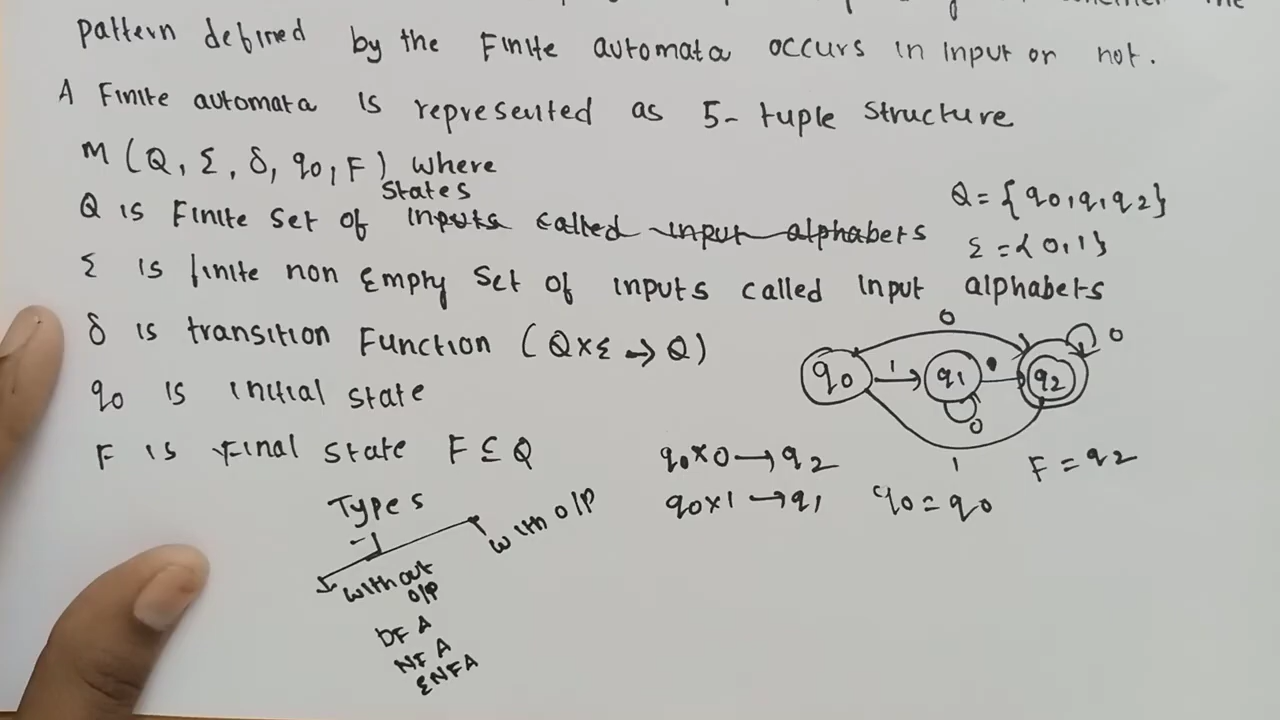 pattern defined by the Finite automata occurs in input or not.
A Finite automata is represented as 5- tuple structure
M (Q, Σ, δ, q0, F) where
States
Q is Finite set of inputs called input alphabets
Σ is finite non Empty set of inputs called input alphabets
δ is transition Function (Q×Σ → Q)
q0 is initial state
F is Final state F ⊆ Q
Q = {q0, q1 q2}
Σ = {0, 1}
0
0
q0 1 q1 q2
0
1
F = q2
q0×0 → q2
q0×1 → q1
q0 = q0
Types
without o/p
with o/p
DFA
NFA
ENFA